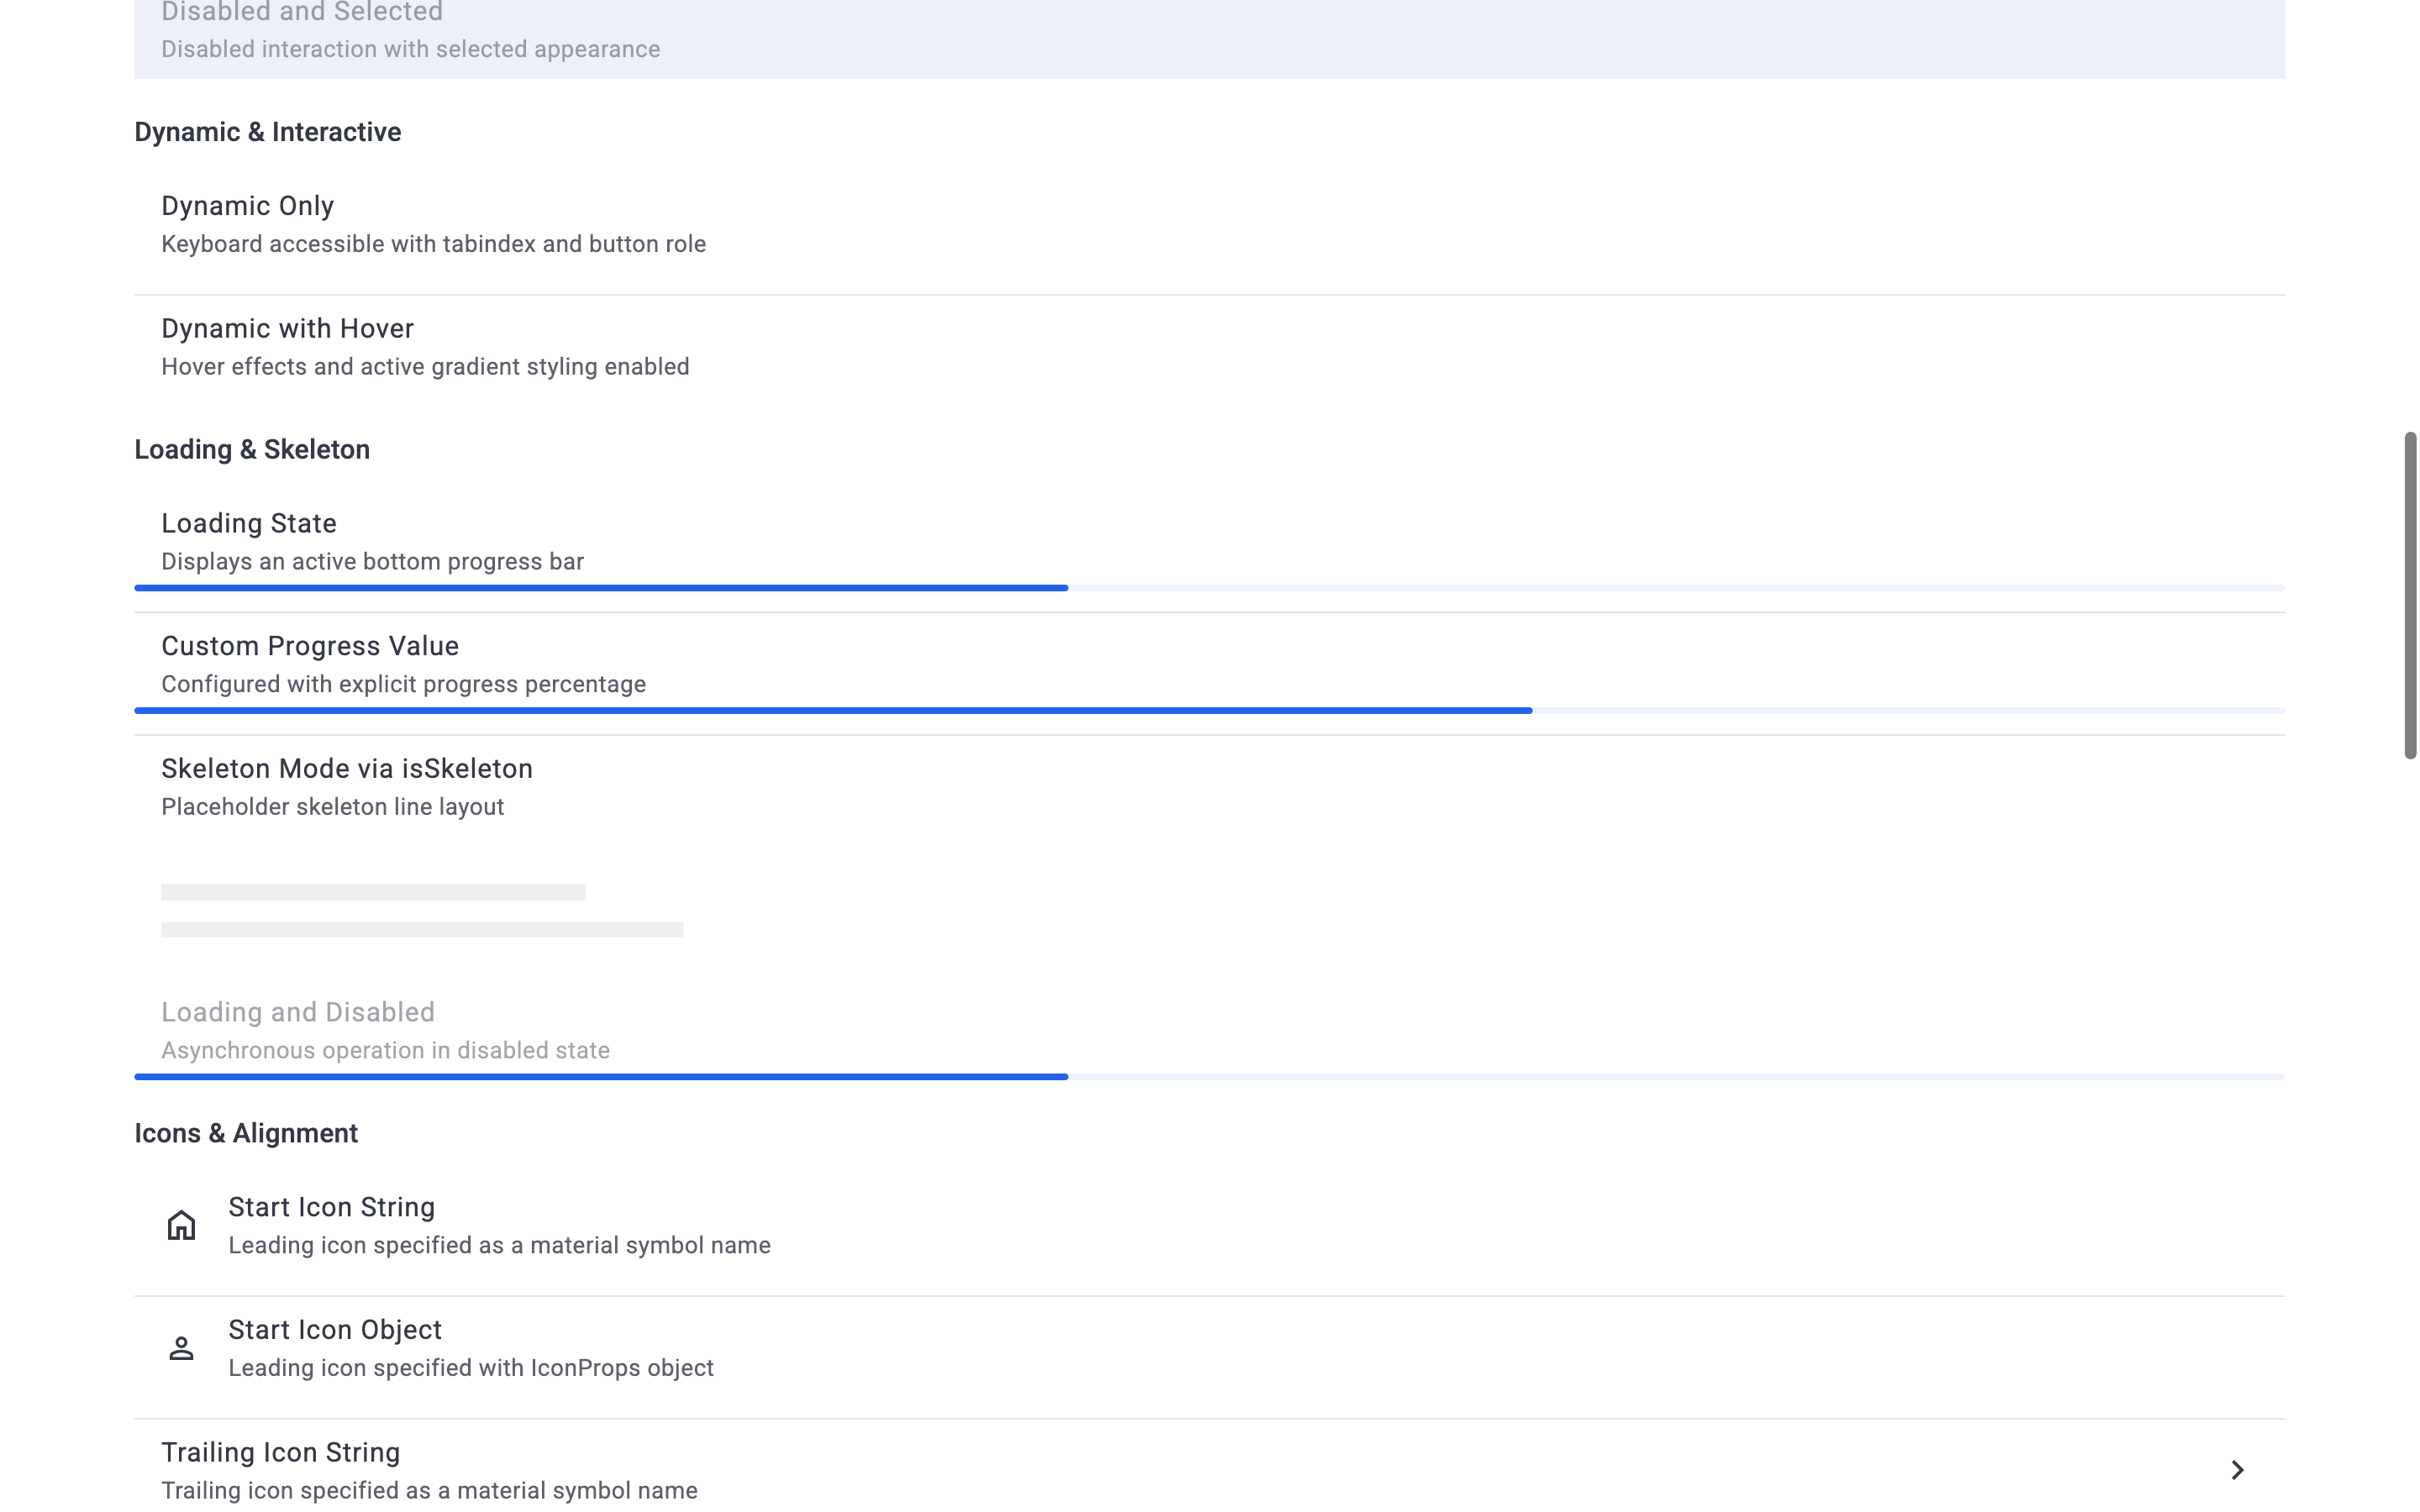 Disabled and Selected
Disabled interaction with selected appearance
Dynamic & Interactive
Dynamic Only
Keyboard accessible with tabindex and button role
Dynamic with Hover
Hover effects and active gradient styling enabled
Loading & Skeleton
Loading State
Displays an active bottom progress bar
Custom Progress Value
Configured with explicit progress percentage
Skeleton Mode via isSkeleton
Placeholder skeleton line layout
Loading and Disabled
Asynchronous operation in disabled state
Icons & Alignment
Start Icon String
Leading icon specified as a material symbol name
Start Icon Object
Leading icon specified with IconProps object
Trailing Icon String
Trailing icon specified as a material symbol name